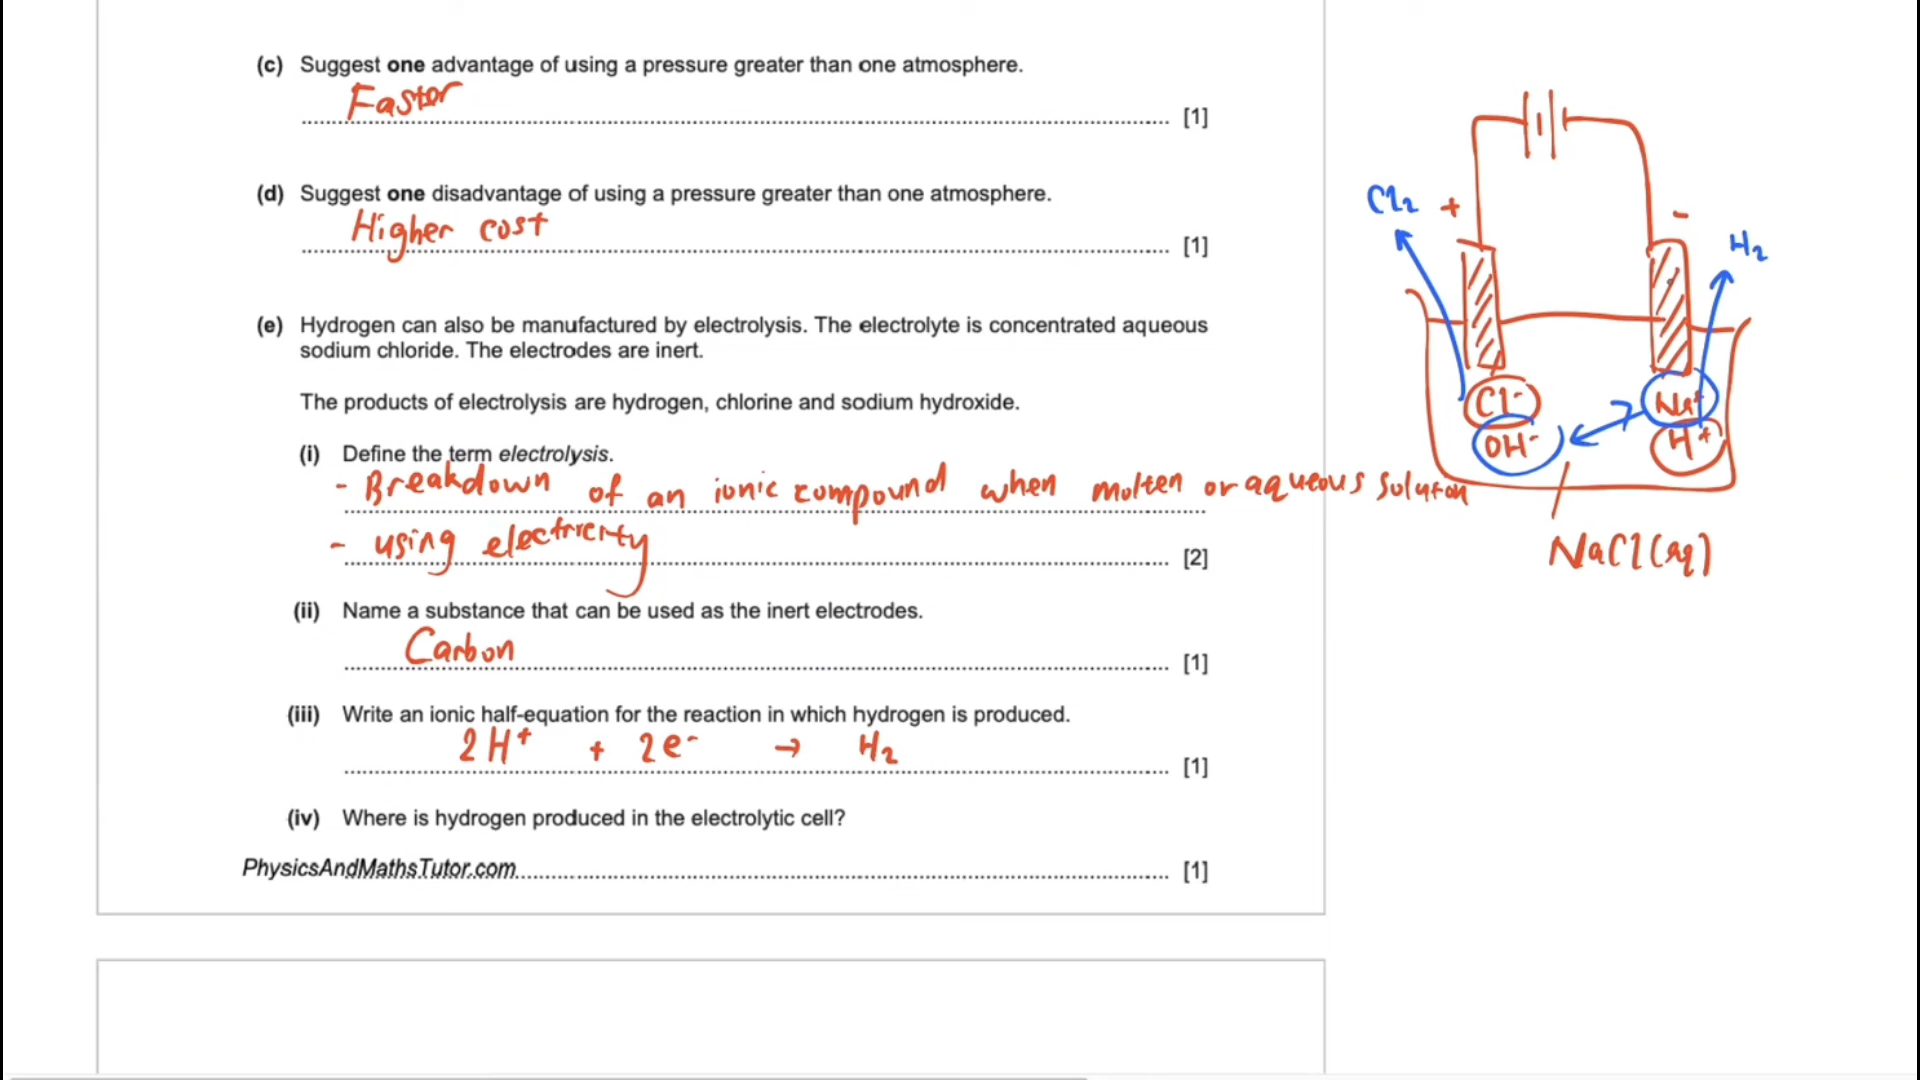 (c) Suggest one advantage of using a pressure greater than one atmosphere.
Faster
[1]
(d) Suggest one disadvantage of using a pressure greater than one atmosphere.
Higher cost
[1]
(e) Hydrogen can also be manufactured by electrolysis. The electrolyte is concentrated aqueous
sodium chloride. The electrodes are inert.
The products of electrolysis are hydrogen, chlorine and sodium hydroxide.
(i) Define the term electrolysis.
- Breakdown of an ionic compound when molten or aqueous solution
- using electricity
[2]
(ii) Name a substance that can be used as the inert electrodes.
Carbon
[1]
(iii) Write an ionic half-equation for the reaction in which hydrogen is produced.
2H⁺ + 2e⁻ → H₂
[1]
(iv) Where is hydrogen produced in the electrolytic cell?
PhysicsAndMathsTutor.com
[1]
Cl₂ + -
H₂
Cl⁻ Na⁺
OH⁻ H⁺
NaCl(aq)